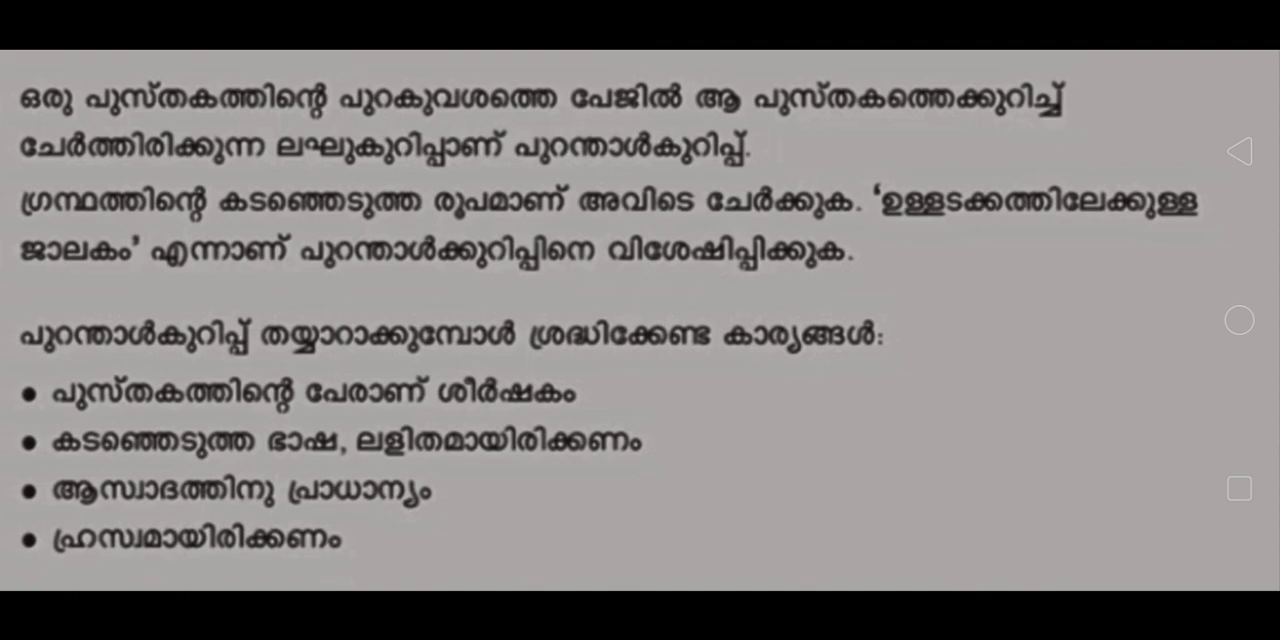 ഒരു പുസ്തകത്തിന്റെ പുറകുവശത്തെ പേജിൽ ആ പുസ്തകത്തെക്കുറിച്ച്
ചേർത്തിരിക്കുന്ന ലഘുകുറിപ്പാണ് പുറന്താൾകുറിപ്പ്.
ഗ്രന്ഥത്തിന്റെ കടഞ്ഞെടുത്ത രൂപമാണ് അവിടെ ചേർക്കുക. ‘ഉള്ളടക്കത്തിലേക്കുള്ള
ജാലകം’ എന്നാണ് പുറന്താൾക്കുറിപ്പിനെ വിശേഷിപ്പിക്കുക.
പുറന്താൾകുറിപ്പ് തയ്യാറാക്കുമ്പോൾ ശ്രദ്ധിക്കേണ്ട കാര്യങ്ങൾ:
• പുസ്തകത്തിന്റെ പേരാണ് ശീർഷകം
• കടഞ്ഞെടുത്ത ഭാഷ, ലളിതമായിരിക്കണം
• ആസ്വാദത്തിനു പ്രാധാന്യം
• ഹ്രസ്വമായിരിക്കണം